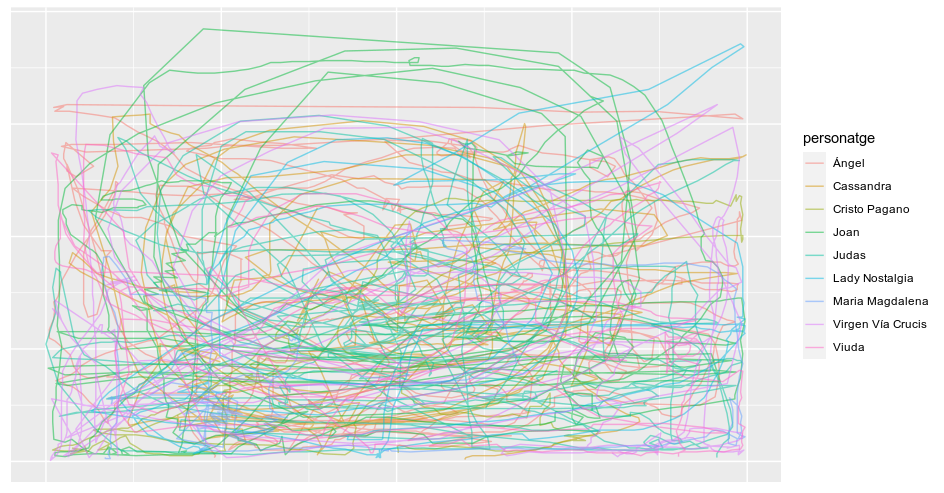 personatge
Ángel
Cassandra
Cristo Pagano
Joan
Judas
Lady Nostalgia
Maria Magdalena
Virgen Vía Crucis
Viuda